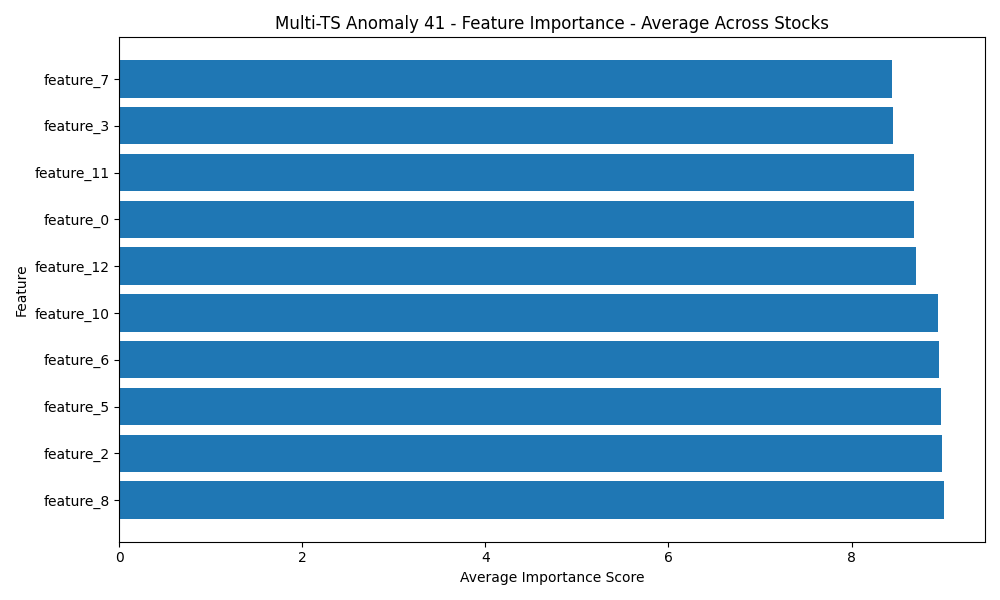 Multi-TS Anomaly 41 - Feature Importance - Average Across Stocks
feature_7
feature_3
feature_11
feature_0
feature_12
feature_10
feature_6
feature_5
feature_2
feature_8
Feature
0 2 4 6 8
Average Importance Score